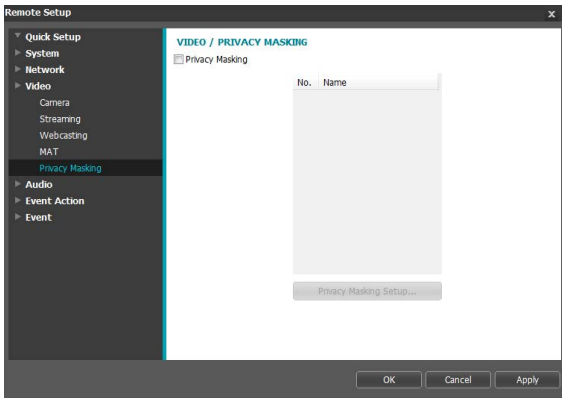 Remote Setup
x
Quick Setup
System
Network
Video
Camera
Streaming
Webcasting
MAT
Privacy Masking
Audio
Event Action
Event
VIDEO / PRIVACY MASKING
Privacy Masking
No. Name
Privacy Masking Setup...
OK Cancel Apply